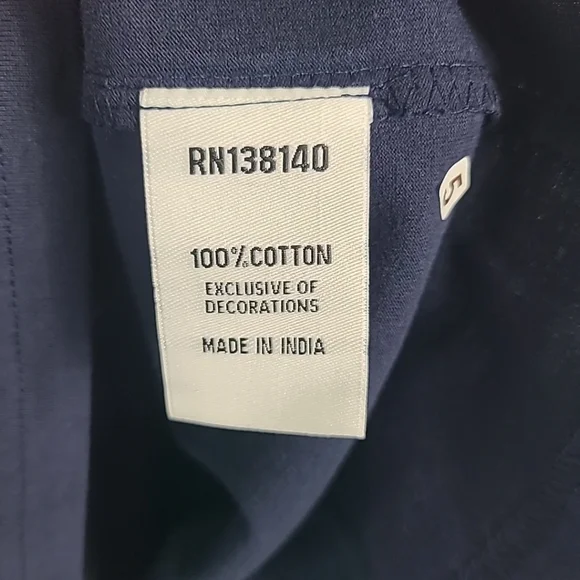 RN138140
100%COTTON
EXCLUSIVE OF
DECORATIONS
MADE IN INDIA
5